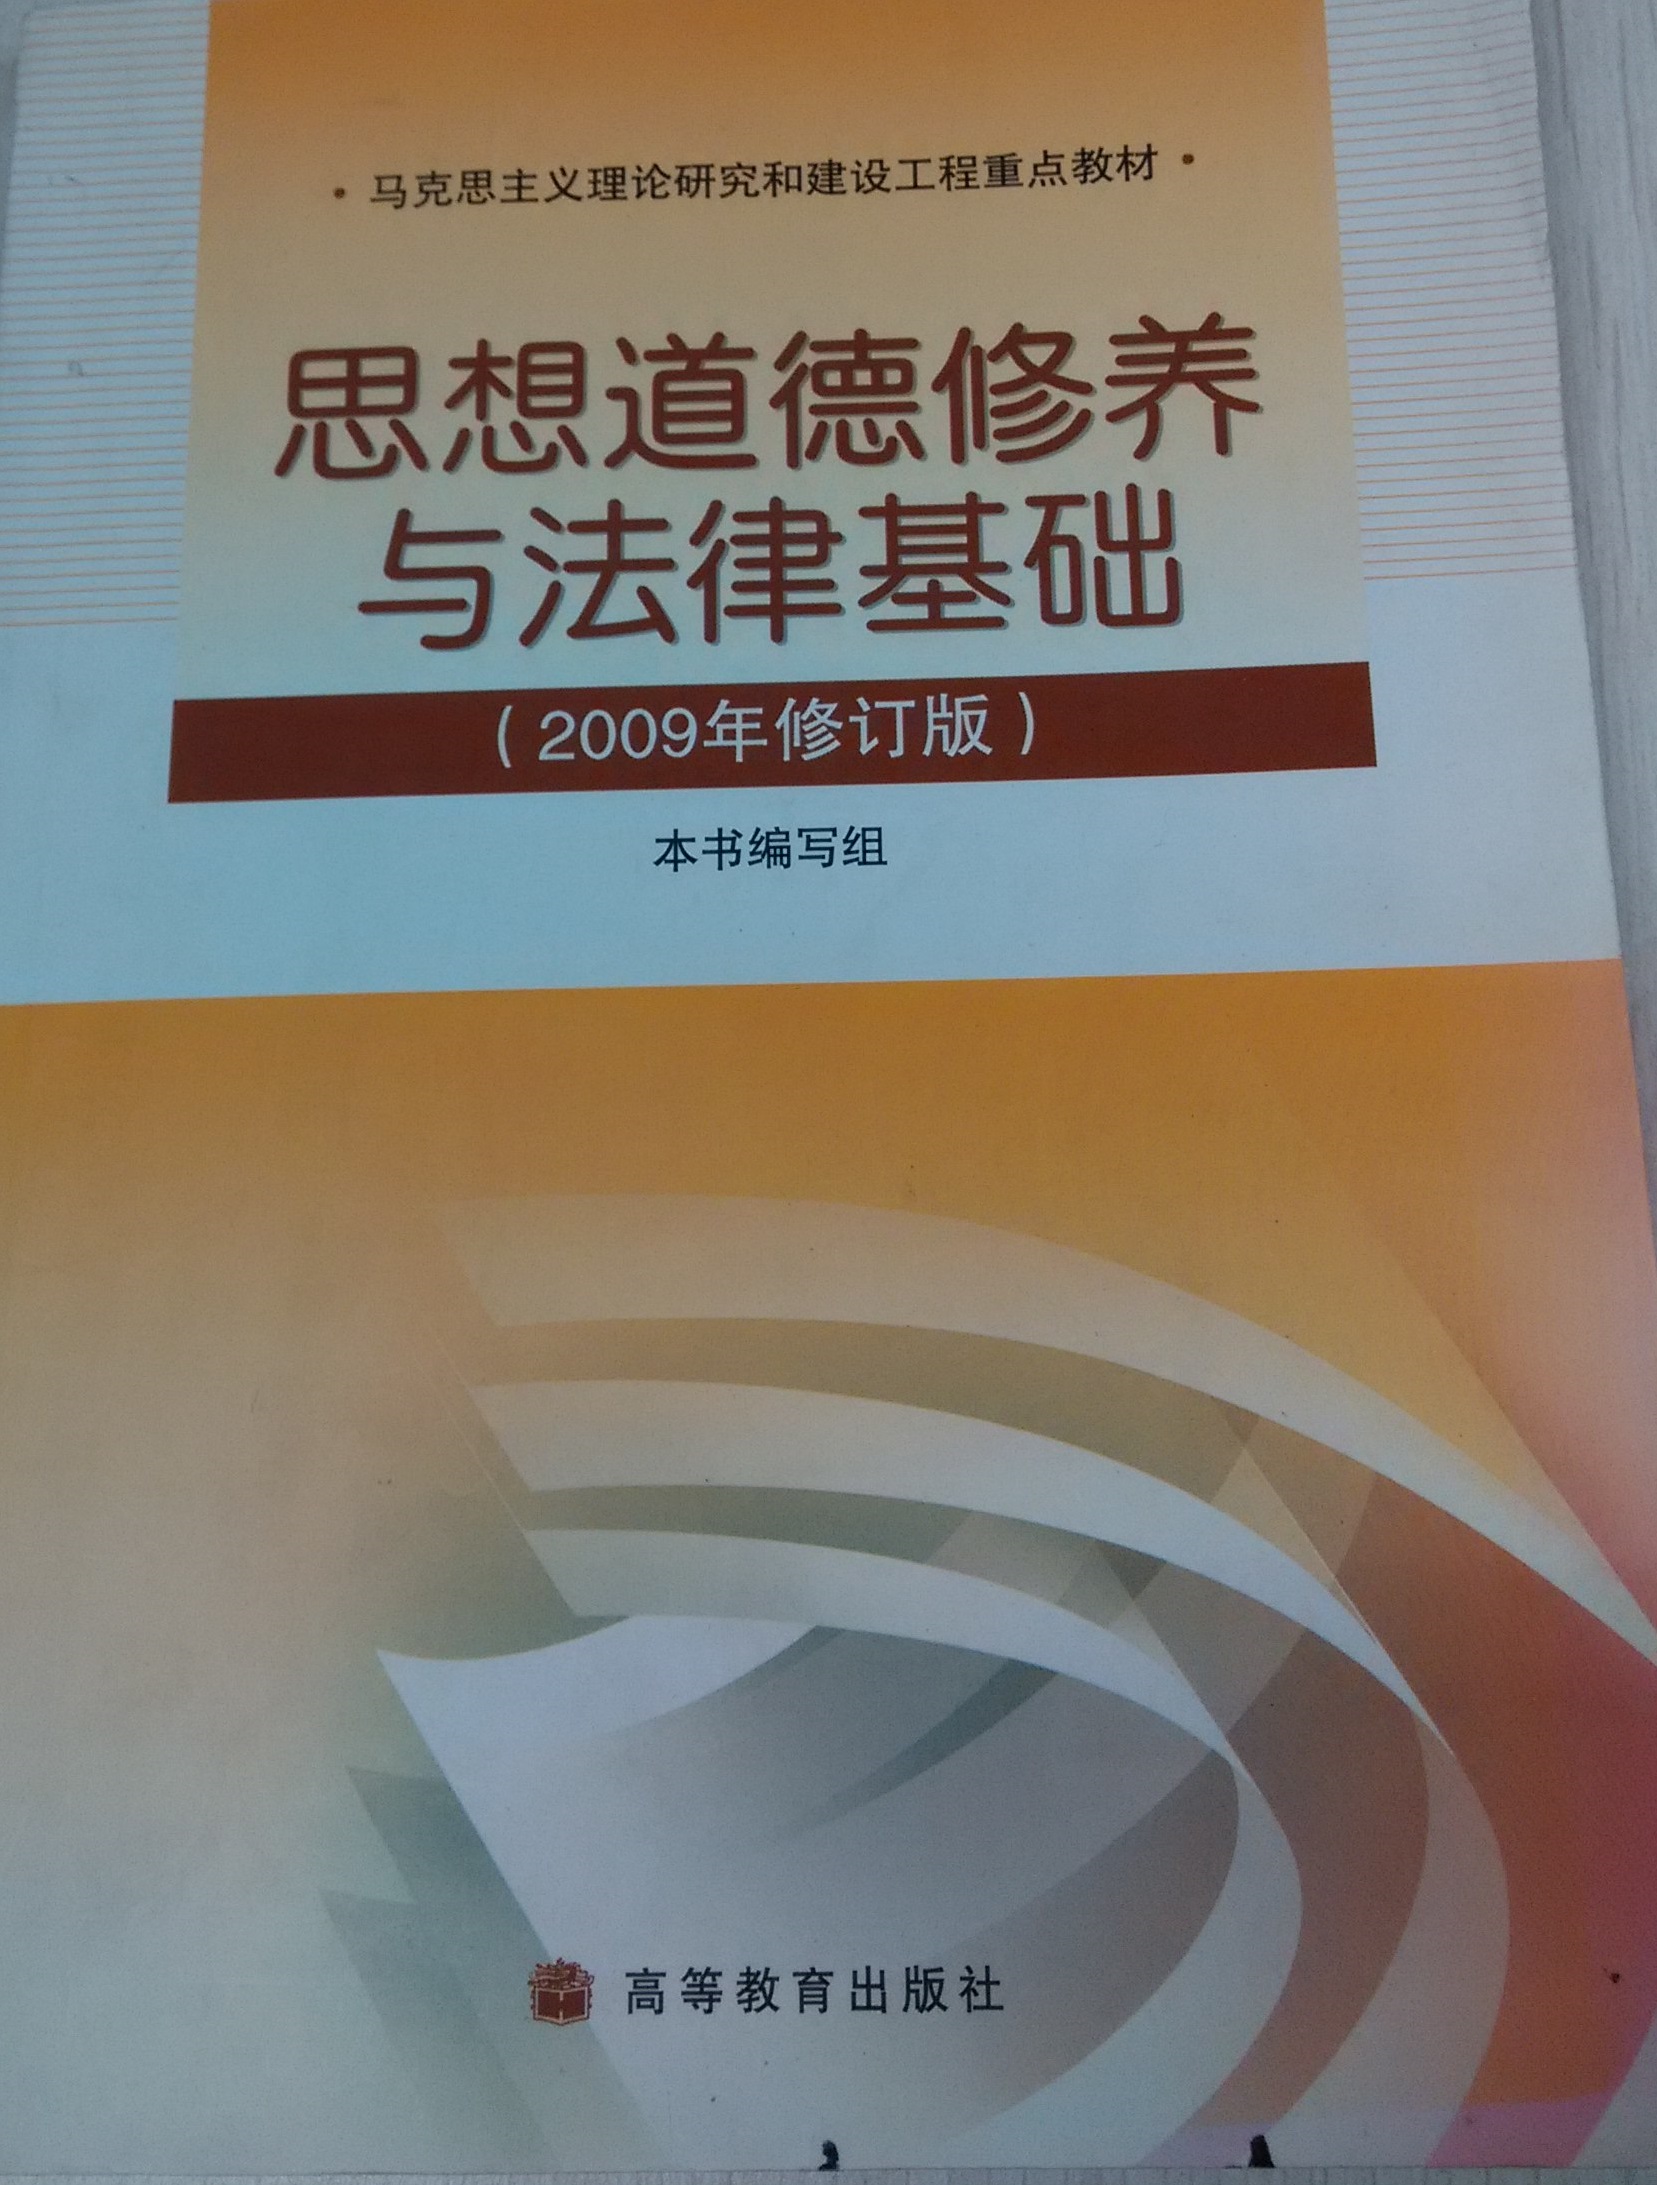 ·马克思主义理论研究和建设工程重点教材·
思想道德修养
与法律基础
（2009年修订版）
本书编写组
高等教育出版社